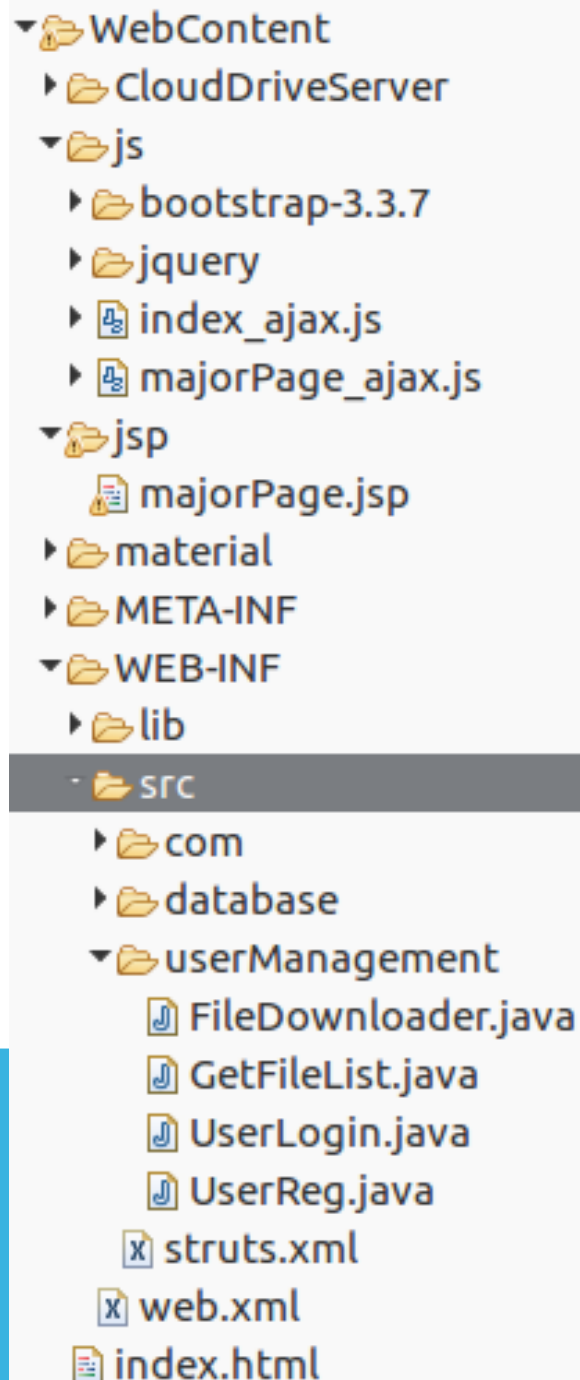 WebContent
CloudDriveServer
js
bootstrap-3.3.7
jquery
index_ajax.js
majorPage_ajax.js
jsp
majorPage.jsp
material
META-INF
WEB-INF
lib
src
com
database
userManagement
FileDownloader.java
GetFileList.java
UserLogin.java
UserReg.java
struts.xml
web.xml
index.html